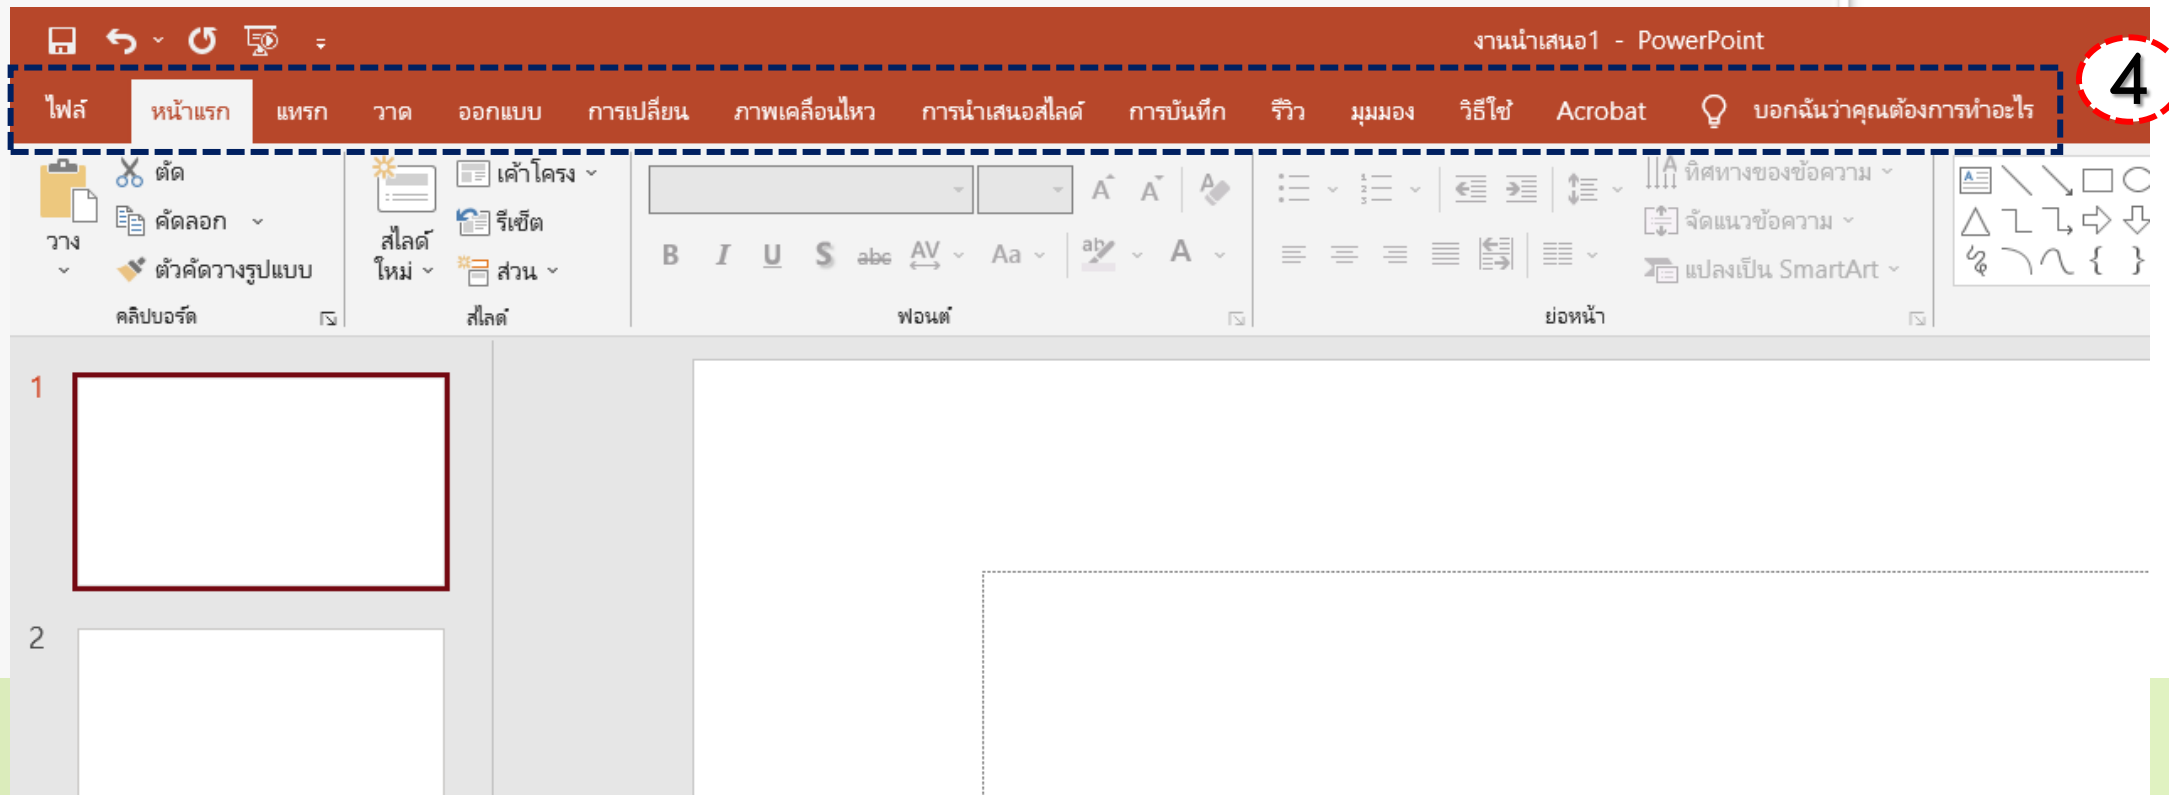 งานนำเสนอ1 - PowerPoint
4
ไฟล์ หน้าแรก แทรก วาด ออกแบบ การเปลี่ยน ภาพเคลื่อนไหว การนำเสนอสไลด์ การบันทึก รีวิว มุมมอง วิธีใช้ Acrobat บอกฉันว่าคุณต้องการทำอะไร
วาง
ตัด
คัดลอก
ตัวคัดวางรูปแบบ
คลิปบอร์ด
สไลด์
ใหม่
เค้าโครง
รีเซ็ต
ส่วน
สไลด์
A A A
B I U S abc AV Aa ab A
ฟอนต์
ทิศทางของข้อความ
จัดแนวข้อความ
แปลงเป็น SmartArt
ย่อหน้า
1
2